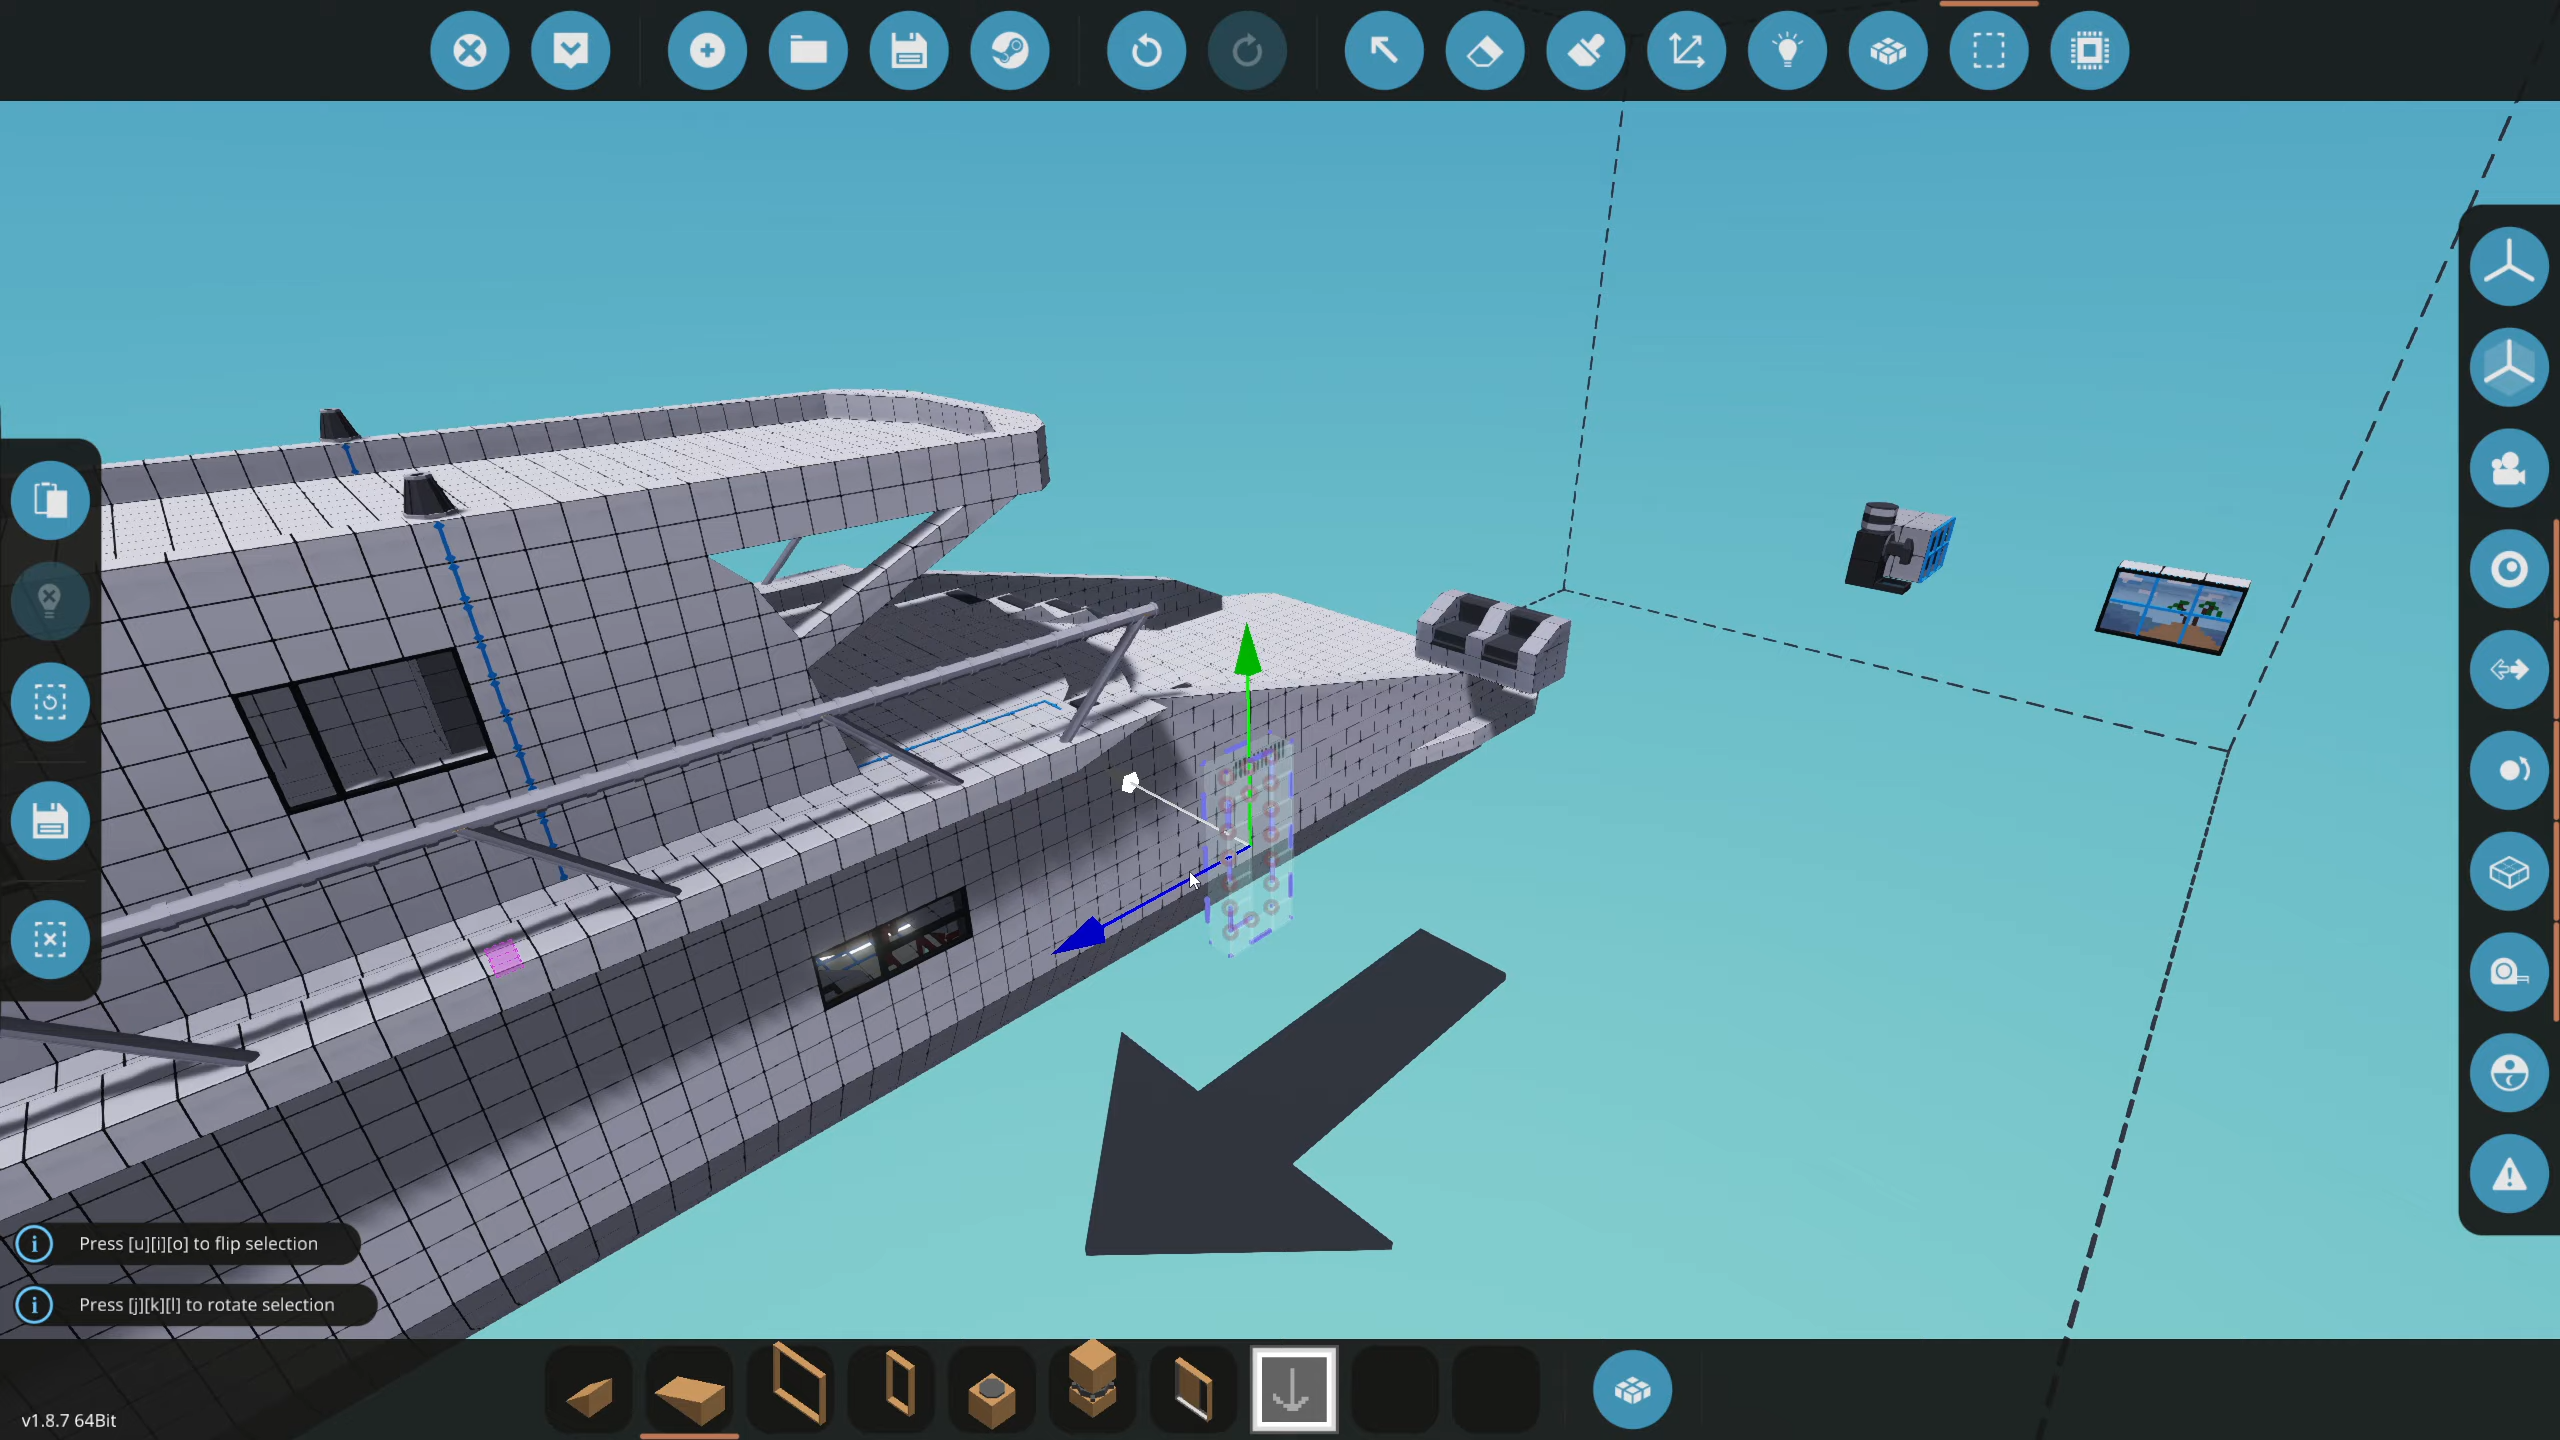 Press [u][i][o] to flip selection
Press [j][k][l] to rotate selection
v1.8.7 64Bit